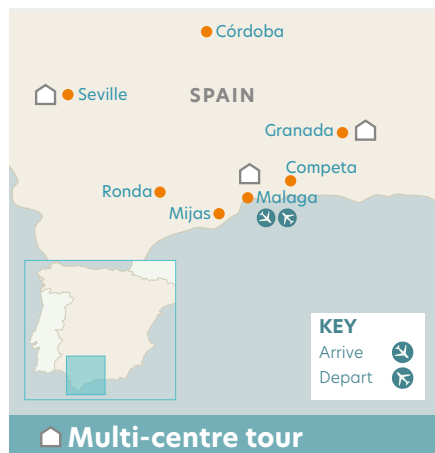 Córdoba
Seville
SPAIN
Granada
Competa
Ronda
Malaga
Mijas
KEY
Arrive
Depart
Multi-centre tour